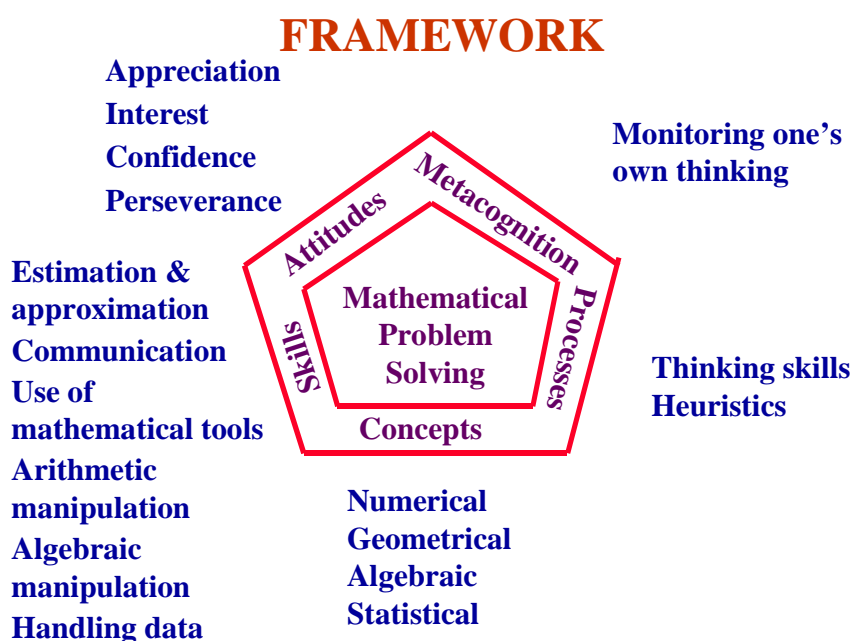 FRAMEWORK
Appreciation
Interest
Confidence
Perseverance
Monitoring one's
own thinking
Attitudes
Metacognition
Estimation &
approximation
Communication
Use of
mathematical tools
Arithmetic
manipulation
Algebraic
manipulation
Handling data
Skills
Mathematical
Problem
Solving
Processes
Thinking skills
Heuristics
Concepts
Numerical
Geometrical
Algebraic
Statistical